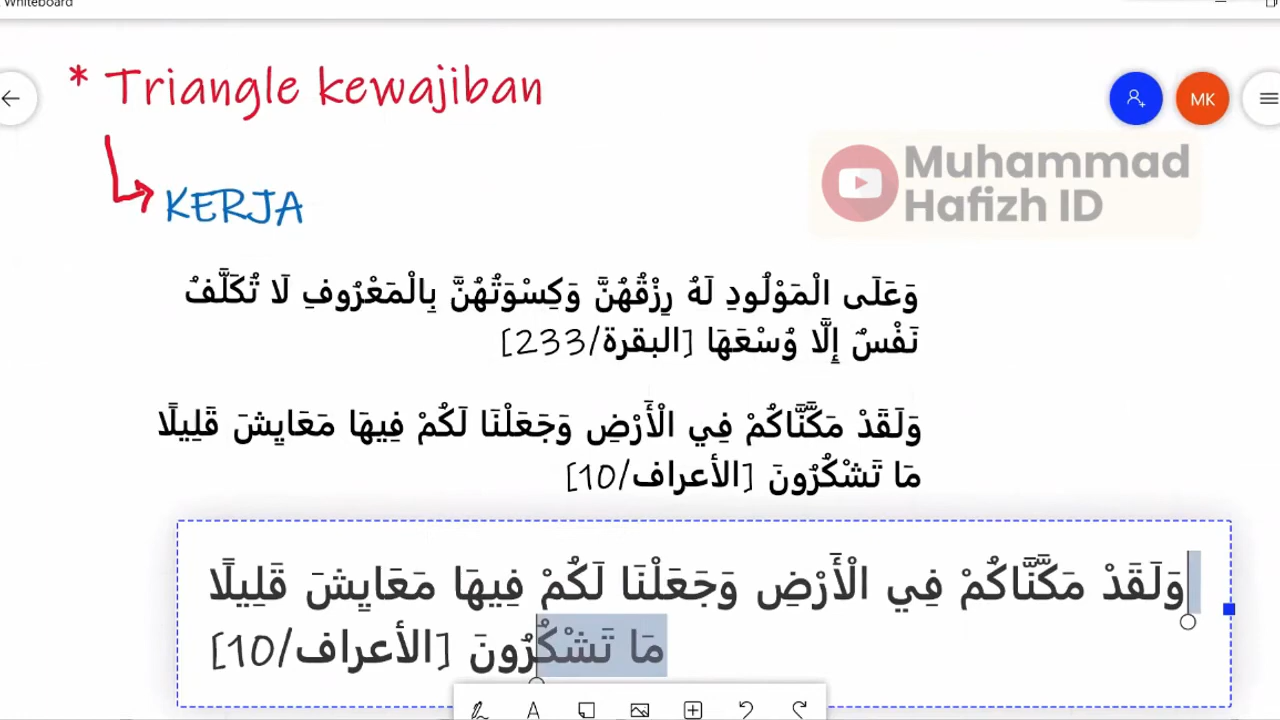 Whiteboard
* Triangle kewajiban
MK
Muhammad
Hafizh ID
KERJA
وَعَلَى الْمَوْلُودِ لَهُ رِزْقُهُنَّ وَكِسْوَتُهُنَّ بِالْمَعْرُوفِ لَا تُكَلَّفُ
نَفْسٌ إِلَّا وُسْعَهَا [البقرة/233]
وَلَقَدْ مَكَّنَّاكُمْ فِي الْأَرْضِ وَجَعَلْنَا لَكُمْ فِيهَا مَعَايِشَ قَلِيلًا
مَا تَشْكُرُونَ [الأعراف/10]
وَلَقَدْ مَكَّنَّاكُمْ فِي الْأَرْضِ وَجَعَلْنَا لَكُمْ فِيهَا مَعَايِشَ قَلِيلًا
مَا تَشْكُرُونَ [الأعراف/10]